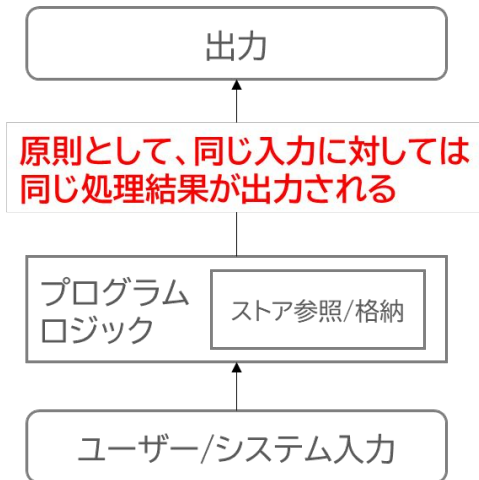 出力
原則として、同じ入力に対しては
同じ処理結果が出力される
プログラム
ロジック
ストア参照/格納
ユーザー/システム入力